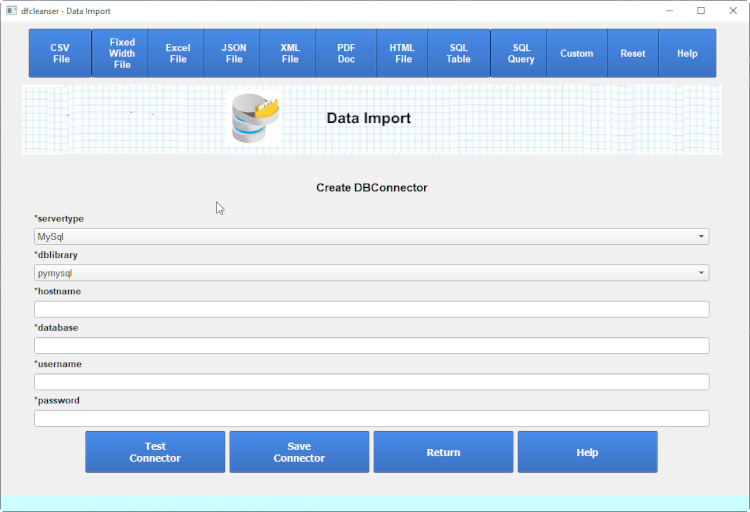 dfcleanser - Data Import
CSV
File
Fixed
Width
File
Excel
File
JSON
File
XML
File
PDF
Doc
HTML
File
SQL
Table
SQL
Query
Custom
Reset
Help
Data Import
Create DBConnector
*servertype
MySql
*dblibrary
pymysql
*hostname
*database
*username
*password
Test
Connector
Save
Connector
Return
Help